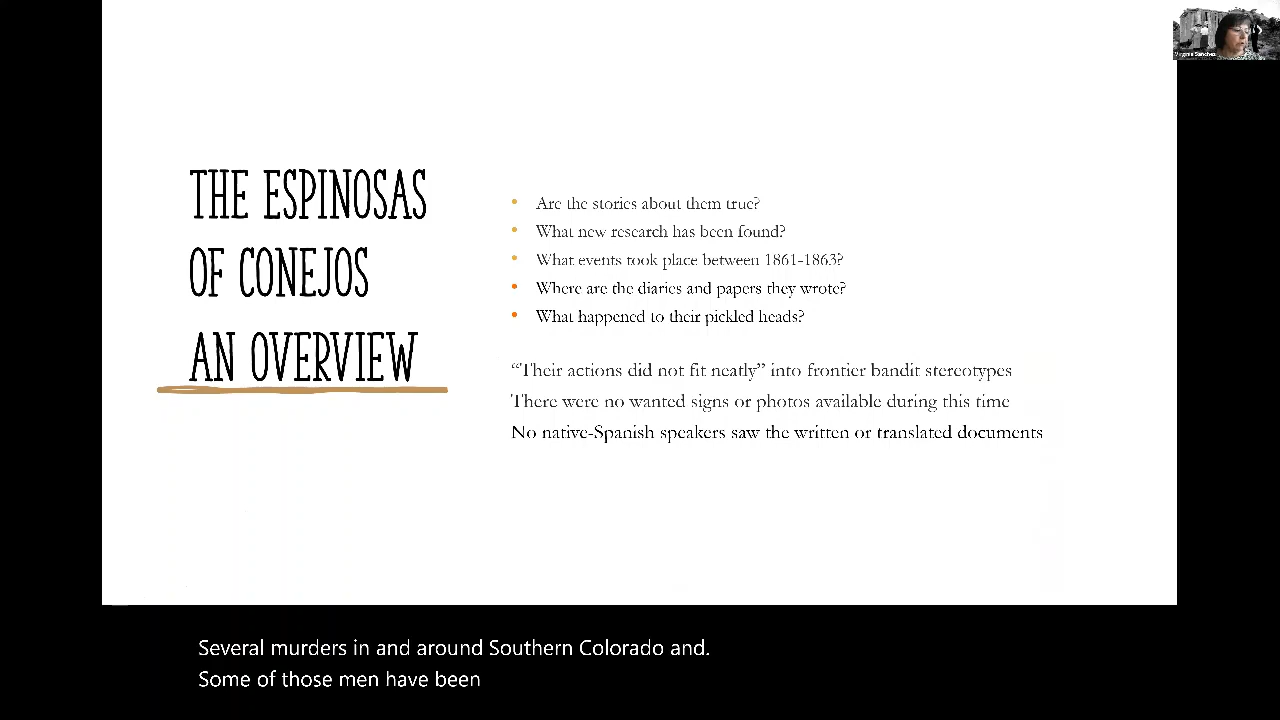 Virginia Sanchez
THE ESPINOSAS
OF CONEJOS
AN OVERVIEW
• Are the stories about them true?
• What new research has been found?
• What events took place between 1861-1863?
• Where are the diaries and papers they wrote?
• What happened to their pickled heads?
“Their actions did not fit neatly” into frontier bandit stereotypes
There were no wanted signs or photos available during this time
No native-Spanish speakers saw the written or translated documents
Several murders in and around Southern Colorado and.
Some of those men have been